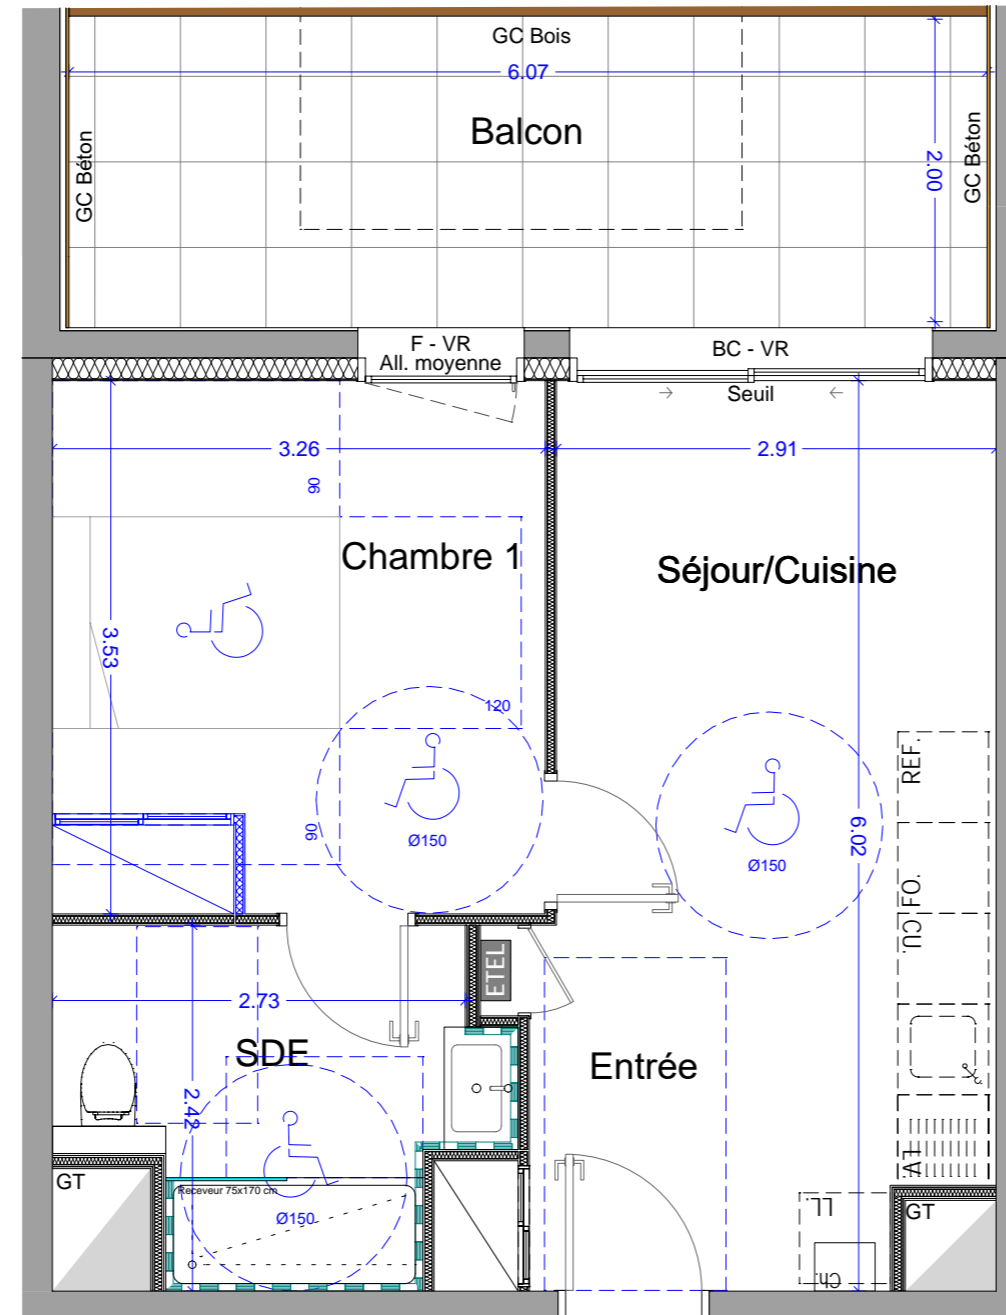 GC Bois
6.07
Balcon
GC Béton
2.00
GC Béton
F - VR
All. moyenne
BC - VR
Seuil
3.26
2.91
90
Chambre 1
Séjour/Cuisine
3.53
120
REF.
90
Ø150
Ø150
6.02
CU. FO.
ETEL
2.73
SDE
Entrée
2.42
LV.
GT
Receveur 75x170 cm
Ø150
LL.
GT
Ch.